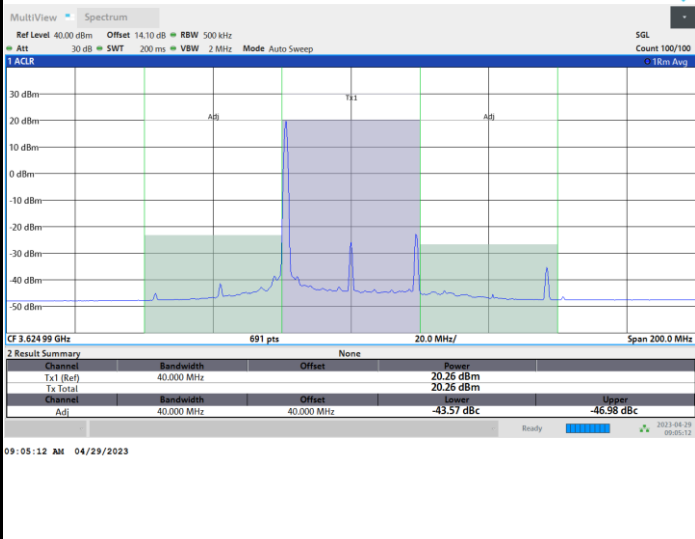 MultiView Spectrum
Ref Level 40.00 dBm Offset 14.10 dB RBW 500 kHz SGL
Att 30 dB SWT 200 ms VBW 2 MHz Mode Auto Sweep Count 100/100
1 ACLR 1Rm Avg
30 dBm
Tx1
20 dBm
Adj Adj
10 dBm
0 dBm
-10 dBm
-20 dBm
-30 dBm
-40 dBm
-50 dBm
CF 3.624 99 GHz 691 pts 20.0 MHz/ Span 200.0 MHz
2 Result Summary None
Channel Bandwidth Offset Power
Tx1 (Ref) 40.000 MHz 20.26 dBm
Tx Total 20.26 dBm
Channel Bandwidth Offset Lower Upper
Adj 40.000 MHz 40.000 MHz -43.57 dBc -46.98 dBc
Ready 2023-04-29
09:05:12
09:05:12 AM 04/29/2023